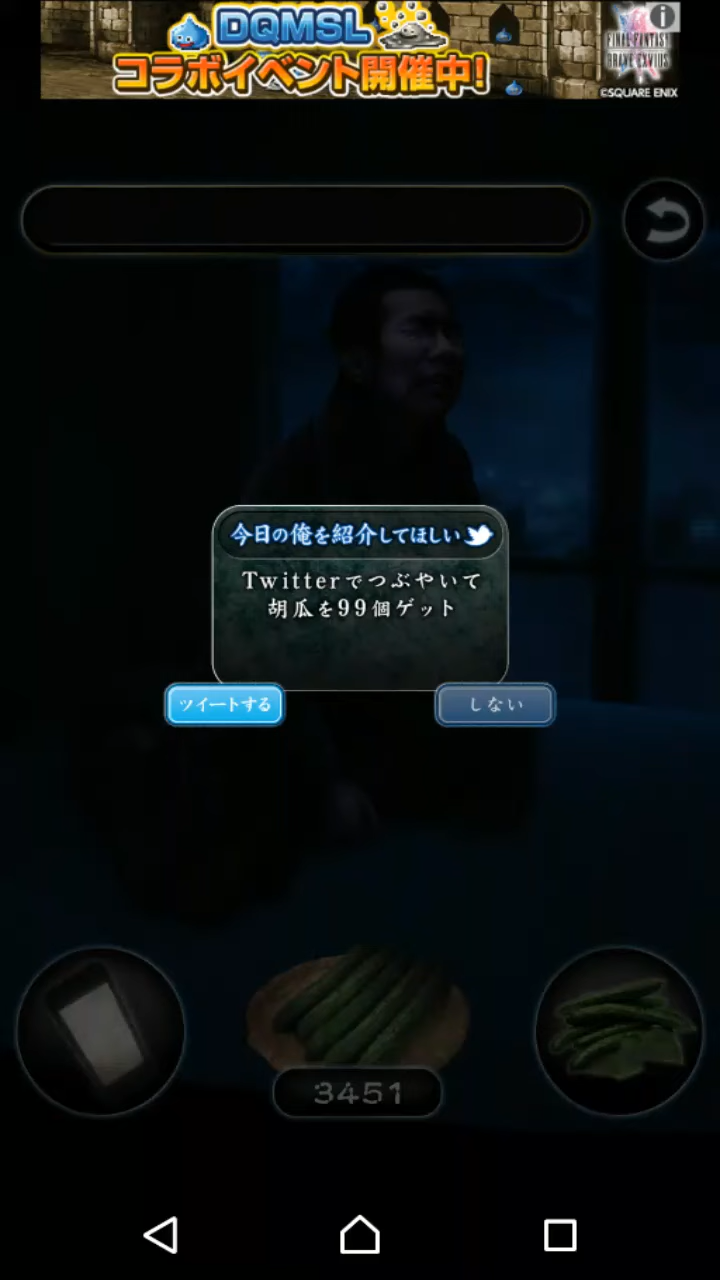 DQMSL
コラボイベント開催中!
FINAL FANTASY
BRAVE EXVIUS
©SQUARE ENIX
今日の俺を紹介してほしい
Twitterでつぶやいて
胡瓜を99個ゲット
ツイートする
しない
3451